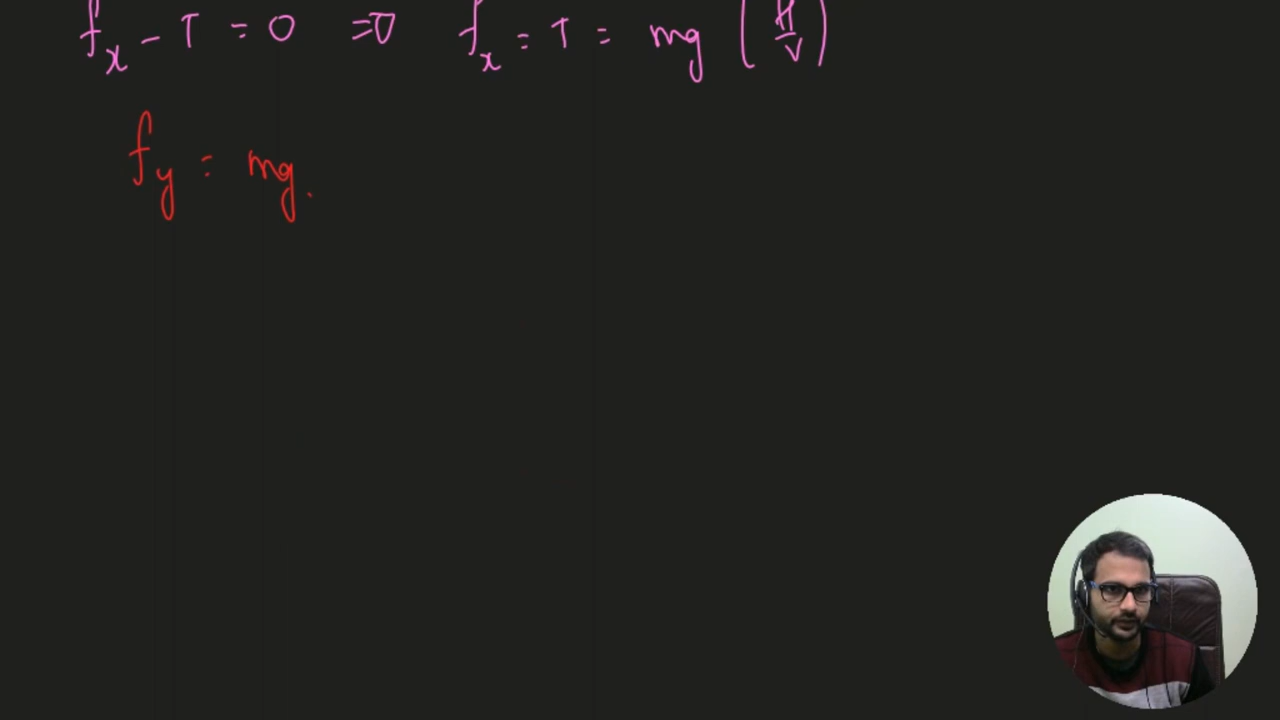 f_x - T = 0 ⇒ f_x = T = mg (H/V)
f_y = mg.